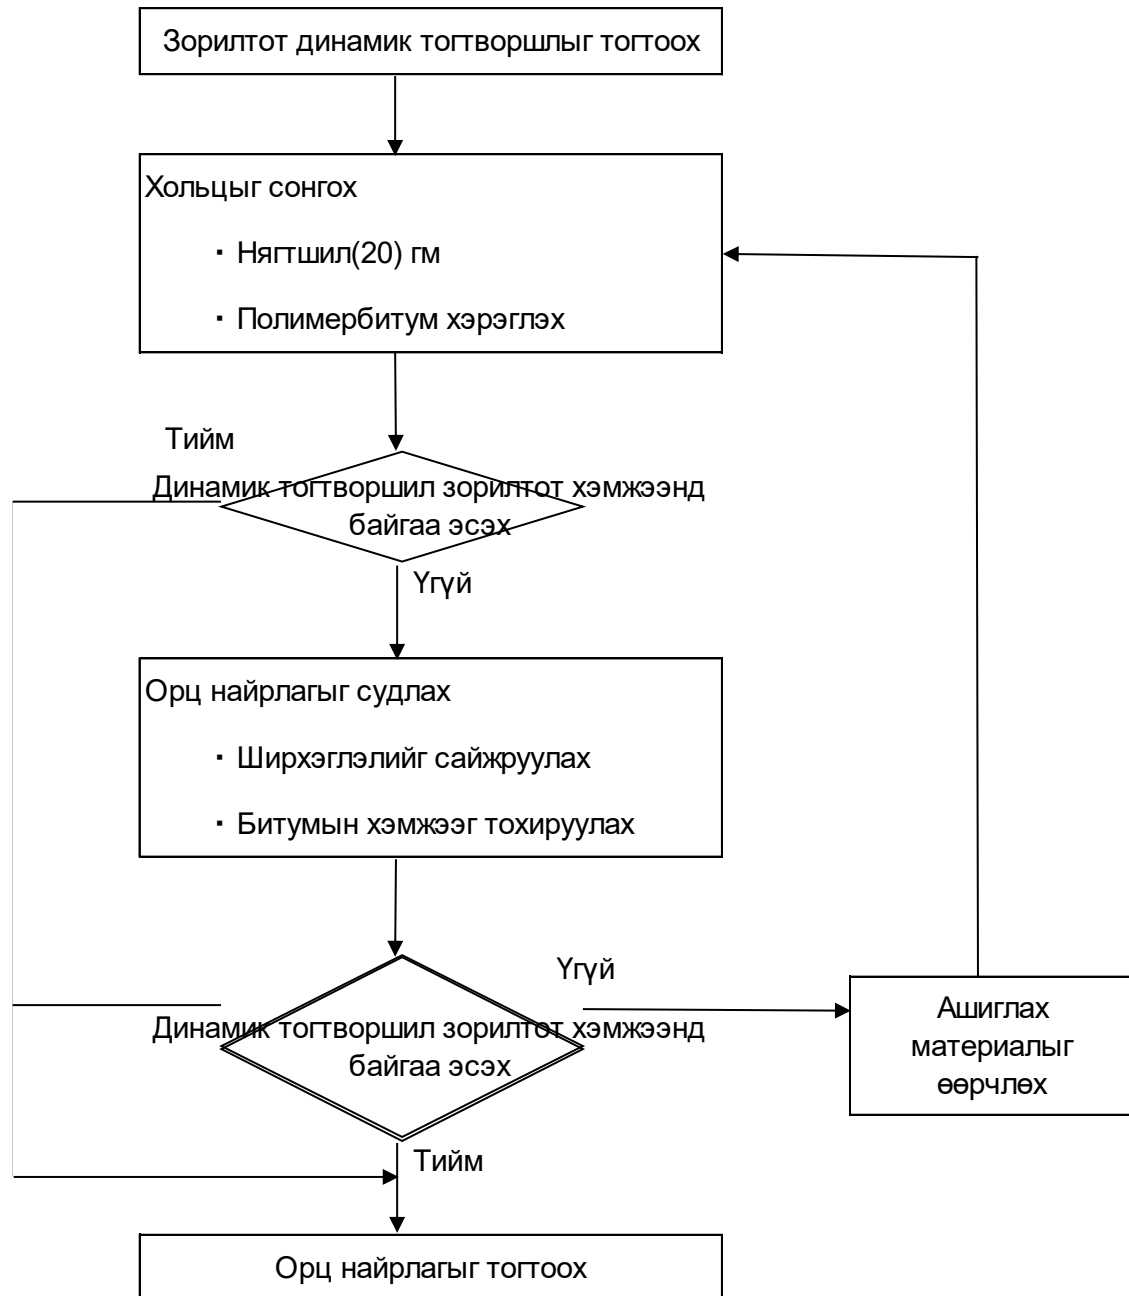 Зорилтот динамик тогтворшлыг тогтоох
Хольцыг сонгох
・Нягтшил(20) гм
・Полимербитум хэрэглэх
Тийм
Динамик тогтворшил зорилтот хэмжээнд
байгаа эсэх
Үгүй
Орц найрлагыг судлах
・Ширхэглэлийг сайжруулах
・Битумын хэмжээг тохируулах
Үгүй
Динамик тогтворшил зорилтот хэмжээнд
байгаа эсэх
Ашиглах
материалыг
өөрчлөх
Тийм
Орц найрлагыг тогтоох